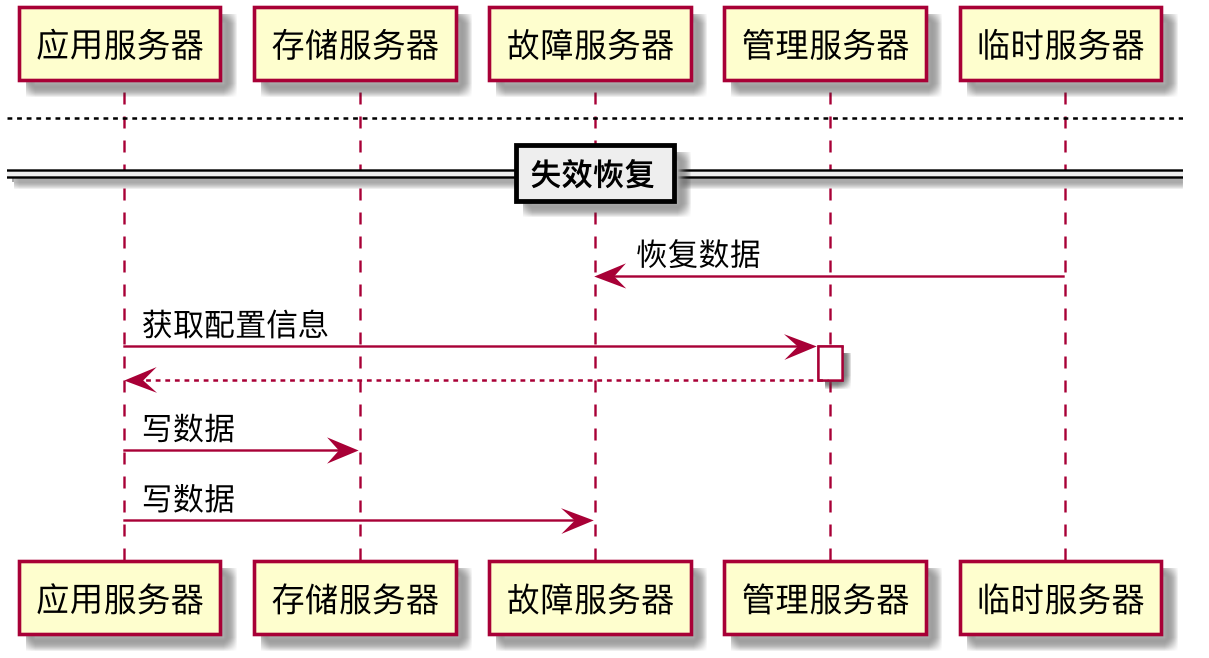 应用服务器
存储服务器
故障服务器
管理服务器
临时服务器
失效恢复
恢复数据
获取配置信息
写数据
写数据
应用服务器
存储服务器
故障服务器
管理服务器
临时服务器